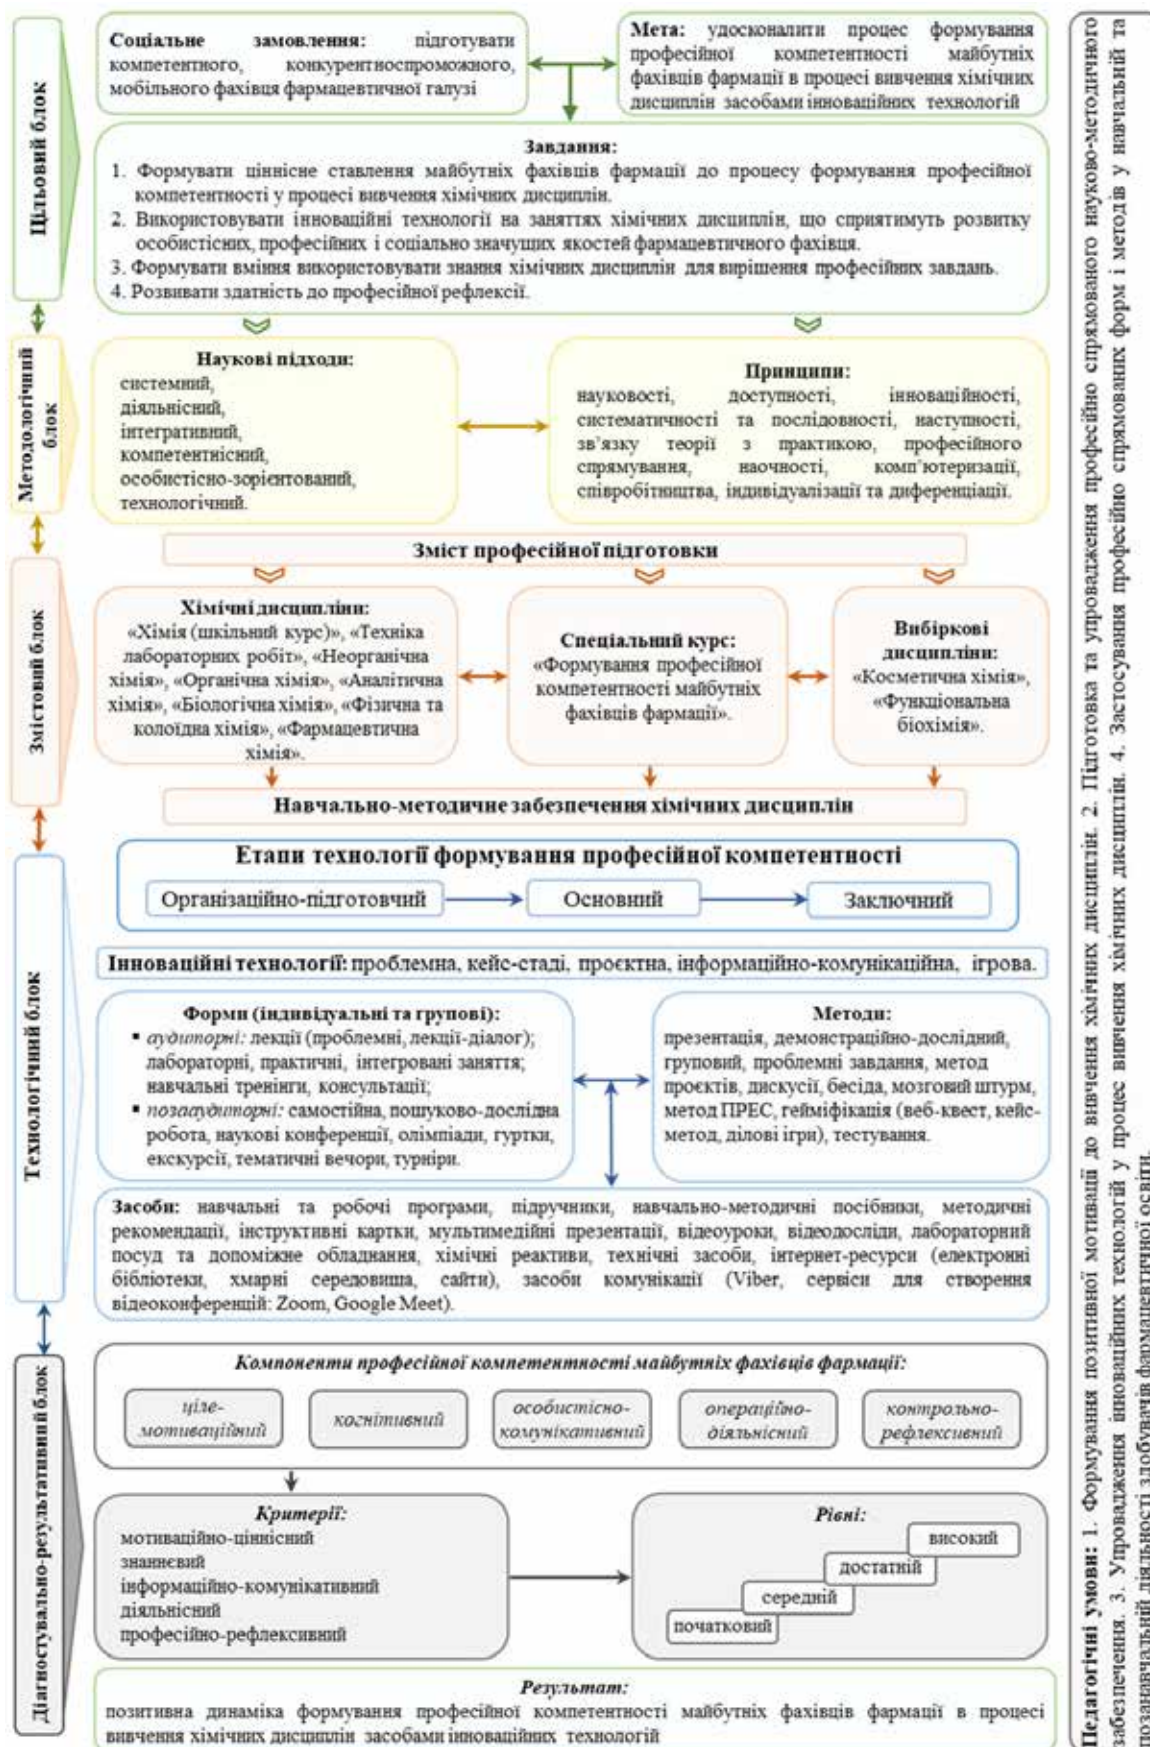 Цільовий блок
Соціальне замовлення: підготувати
компетентного, конкурентноспроможного,
мобільного фахівця фармацевтичної галузі
Мета: удосконалити процес формування
професійної компетентності майбутніх
фахівців фармації в процесі вивчення хімічних
дисциплін засобами інноваційних технологій
Завдання:
1. Формувати ціннісне ставлення майбутніх фахівців фармації до процесу формування професійної
компетентності у процесі вивчення хімічних дисциплін.
2. Використовувати інноваційні технології на заняттях хімічних дисциплін, що сприятимуть розвитку
особистісних, професійних і соціально значущих якостей фармацевтичного фахівця.
3. Формувати вміння використовувати знання хімічних дисциплін для вирішення професійних завдань.
4. Розвивати здатність до професійної рефлексії.
Методологічний
блок
Наукові підходи:
системний,
діяльнісний,
інтегративний,
компетентнісний,
особистісно-зорієнтований,
технологічний.
Принципи:
науковості, доступності, інноваційності,
систематичності та послідовності, наступності,
зв’язку теорії з практикою, професійного
спрямування, наочності, комп’ютеризації,
співробітництва, індивідуалізації та диференціації.
Змістовий блок
Зміст професійної підготовки
Хімічні дисципліни:
«Хімія (шкільний курс)», «Техніка
лабораторних робіт», «Неорганічна
хімія», «Органічна хімія», «Аналітична
хімія», «Біологічна хімія», «Фізична та
колоїдна хімія», «Фармацевтична
хімія».
Спеціальний курс:
«Формування професійної
компетентності майбутніх
фахівців фармації».
Вибіркові
дисципліни:
«Косметична хімія»,
«Функціональна
біохімія».
Навчально-методичне забезпечення хімічних дисциплін
Технологічний блок
Етапи технології формування професійної компетентності
Організаційно-підготовчий
Основний
Заключний
Інноваційні технології: проблемна, кейс-стаді, проєктна, інформаційно-комунікаційна, ігрова.
Форми (індивідуальні та групові):
▪ аудиторні: лекції (проблемні, лекції-діалог);
лабораторні, практичні, інтегровані заняття;
навчальні тренінги, консультації;
▪ позааудиторні: самостійна, пошуково-дослідна
робота, наукові конференції, олімпіади, гуртки,
екскурсії, тематичні вечори, турніри.
Методи:
презентація, демонстраційно-дослідний,
груповий, проблемні завдання, метод
проєктів, дискусії, бесіда, мозговий штурм,
метод ПРЕС, гейміфікація (веб-квест, кейс-
метод, ділові ігри), тестування.
Засоби: навчальні та робочі програми, підручники, навчально-методичні посібники, методичні
рекомендації, інструктивні картки, мультимедійні презентації, відеоуроки, відеодосліди, лабораторний
посуд та допоміжне обладнання, хімічні реактиви, технічні засоби, інтернет-ресурси (електронні
бібліотеки, хмарні середовища, сайти), засоби комунікації (Viber, сервіси для створення
відеоконференцій: Zoom, Google Meet).
Діагностувально-результативний блок
Компоненти професійної компетентності майбутніх фахівців фармації:
ціле-
мотиваційний
когнітивний
особистісно-
комунікативний
операційно-
діяльнісний
контрольно-
рефлексивний
Критерії:
мотиваційно-ціннісний
знаннєвий
інформаційно-комунікативний
діяльнісний
професійно-рефлексивний
Рівні:
високий
достатній
середній
початковий
Результат:
позитивна динаміка формування професійної компетентності майбутніх фахівців фармації в процесі
вивчення хімічних дисциплін засобами інноваційних технологій
Педагогічні умови: 1. Формування позитивної мотивації до вивчення хімічних дисциплін. 2. Підготовка та упровадження професійно спрямованого науково-методичного
забезпечення. 3. Упровадження інноваційних технологій у процес вивчення хімічних дисциплін. 4. Застосування професійно спрямованих форм і методів у навчальній та
позанавчальній діяльності здобувачів фармацевтичної освіти.